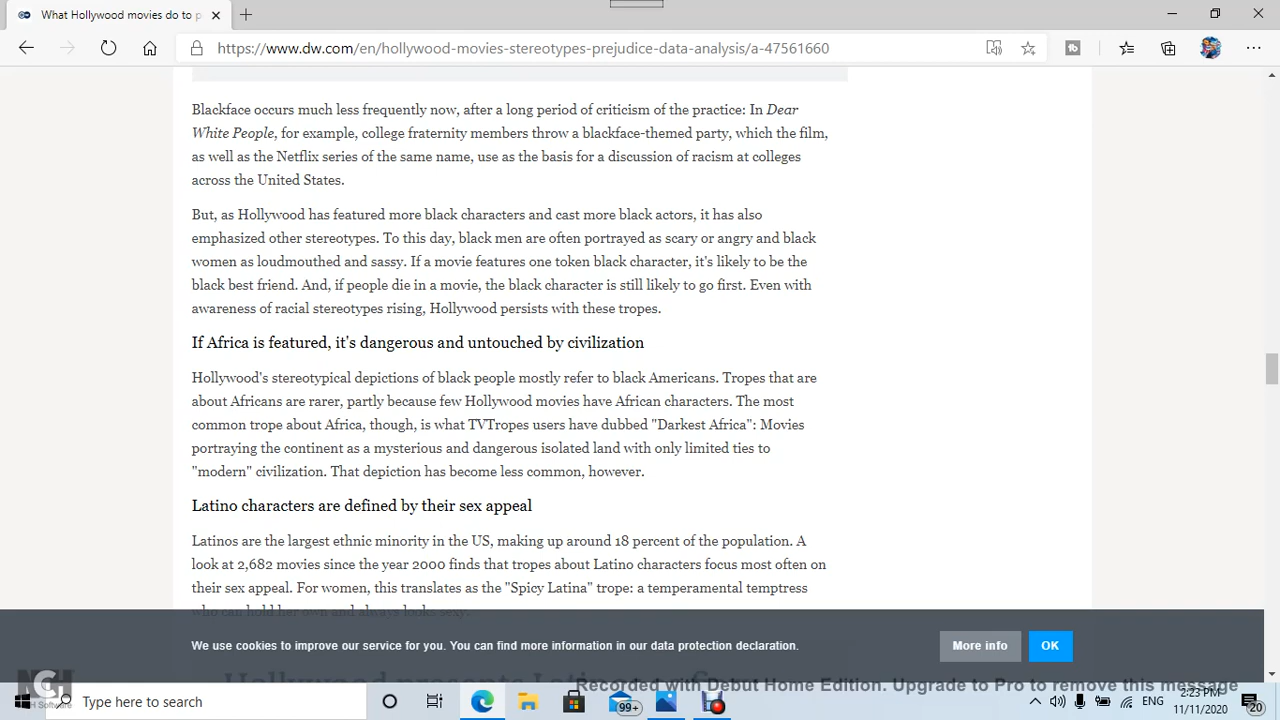 What Hollywood movies do to p
https://www.dw.com/en/hollywood-movies-stereotypes-prejudice-data-analysis/a-47561660
Blackface occurs much less frequently now, after a long period of criticism of the practice: In Dear
White People, for example, college fraternity members throw a blackface-themed party, which the film,
as well as the Netflix series of the same name, use as the basis for a discussion of racism at colleges
across the United States.
But, as Hollywood has featured more black characters and cast more black actors, it has also
emphasized other stereotypes. To this day, black men are often portrayed as scary or angry and black
women as loudmouthed and sassy. If a movie features one token black character, it's likely to be the
black best friend. And, if people die in a movie, the black character is still likely to go first. Even with
awareness of racial stereotypes rising, Hollywood persists with these tropes.
If Africa is featured, it's dangerous and untouched by civilization
Hollywood's stereotypical depictions of black people mostly refer to black Americans. Tropes that are
about Africans are rarer, partly because few Hollywood movies have African characters. The most
common trope about Africa, though, is what TVTropes users have dubbed "Darkest Africa": Movies
portraying the continent as a mysterious and dangerous isolated land with only limited ties to
"modern" civilization. That depiction has become less common, however.
Latino characters are defined by their sex appeal
Latinos are the largest ethnic minority in the US, making up around 18 percent of the population. A
look at 2,682 movies since the year 2000 finds that tropes about Latino characters focus most often on
their sex appeal. For women, this translates as the "Spicy Latina" trope: a temperamental temptress
who can hold her own and always looks sexy.
We use cookies to improve our service for you. You can find more information in our data protection declaration.
More info
OK
Hollywood presents
Recorded with Debut Home Edition. Upgrade to Pro to remove this message
NCH Software
Type here to search
99+
ENG
2:23 PM
11/11/2020
20